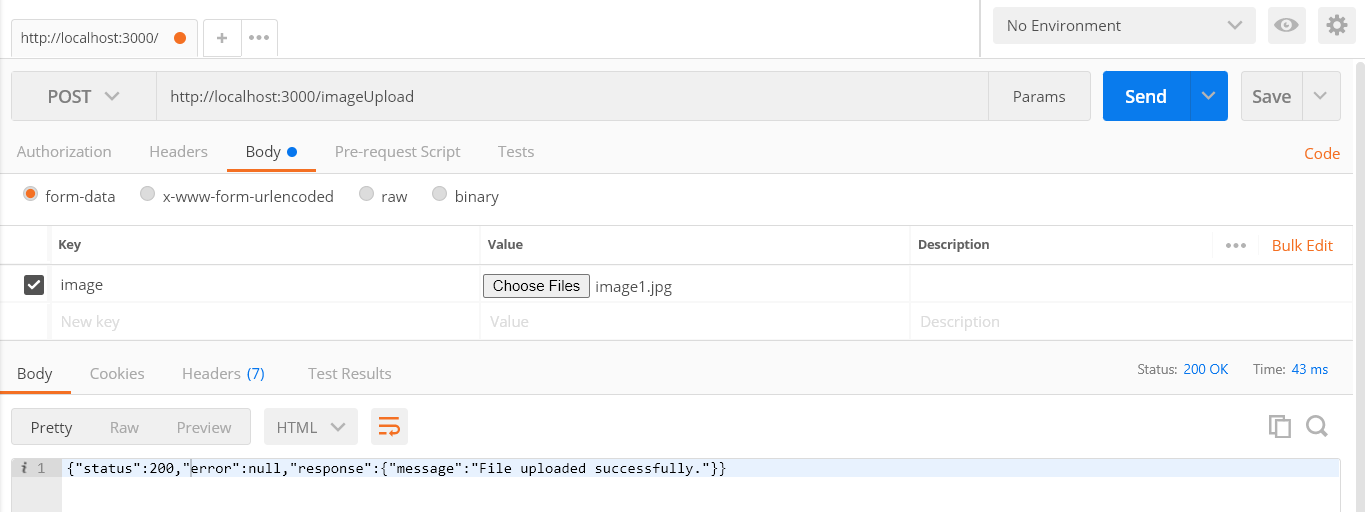 http://localhost:3000/ + ••• No Environment
POST http://localhost:3000/imageUpload Params Send Save
Authorization Headers Body Pre-request Script Tests Code
form-data x-www-form-urlencoded raw binary
Key Value Description ••• Bulk Edit
image Choose Files image1.jpg
New key Value Description
Body Cookies Headers (7) Test Results Status: 200 OK Time: 43 ms
Pretty Raw Preview HTML
i 1 {"status":200,"error":null,"response":{"message":"File uploaded successfully."}}